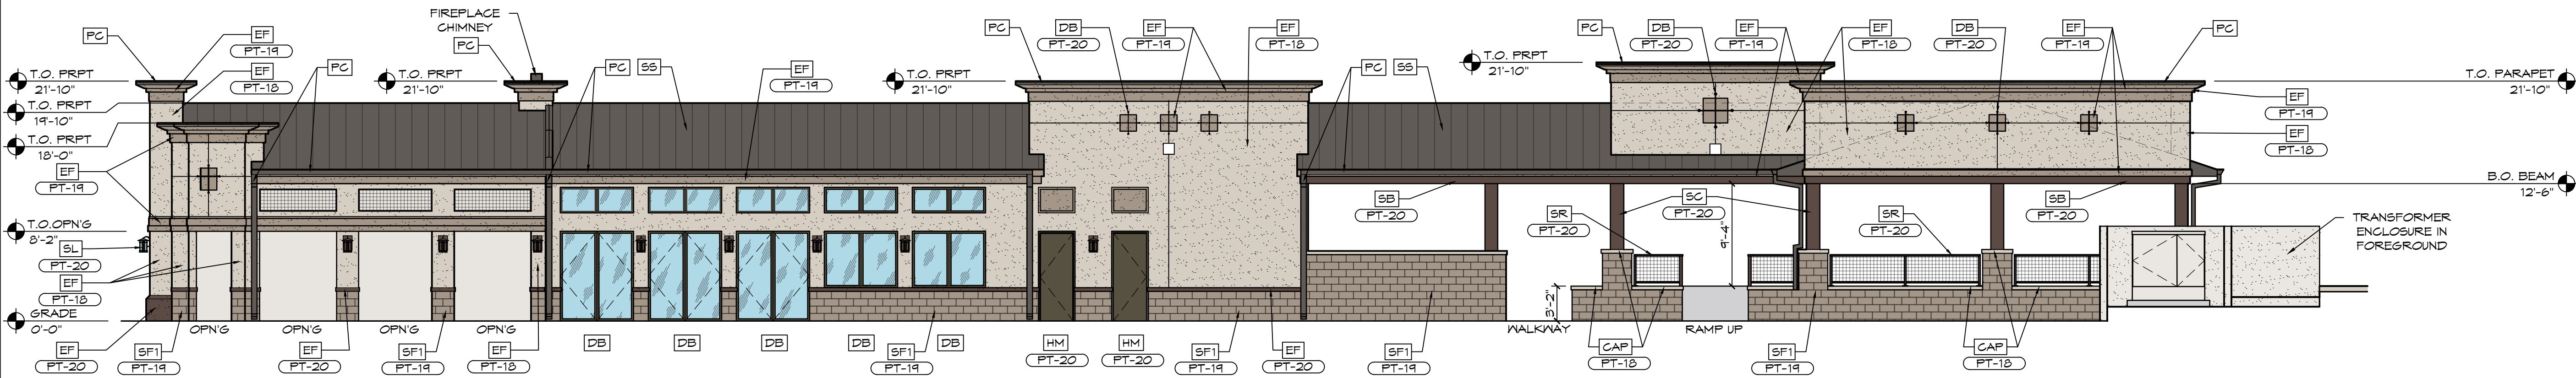 FIREPLACE
CHIMNEY
PC
EF
PT-19
EF
PT-18
PC
PC
PC
SS
EF
PT-19
PC
DB
PT-20
EF
PT-19
EF
PT-18
PC
SS
PC
DB
PT-20
EF
PT-19
EF
PT-18
DB
PT-20
EF
PT-19
PC
T.O. PRPT
21'-10"
T.O. PRPT
21'-10"
T.O. PRPT
21'-10"
T.O. PRPT
21'-10"
T.O. PARAPET
21'-10"
T.O. PRPT
19'-10"
T.O. PRPT
18'-0"
EF
PT-19
EF
PT-18
EF
PT-19
B.O. BEAM
12'-6"
SB
PT-20
SC
PT-20
SB
PT-20
SR
PT-20
SR
PT-20
9'-4"
3'-2"
TRANSFORMER
ENCLOSURE IN
FOREGROUND
T.O.OPN'G
8'-2"
SL
PT-20
EF
PT-18
GRADE
0'-0"
OPN'G
OPN'G
OPN'G
OPN'G
WALKWAY
RAMP UP
EF
PT-20
SF1
PT-19
EF
PT-20
SF1
PT-19
EF
PT-18
DB
DB
DB
DB
SF1
PT-19
DB
HM
PT-20
HM
PT-20
SF1
PT-19
EF
PT-20
SF1
PT-19
CAP
PT-18
SF1
PT-19
CAP
PT-18